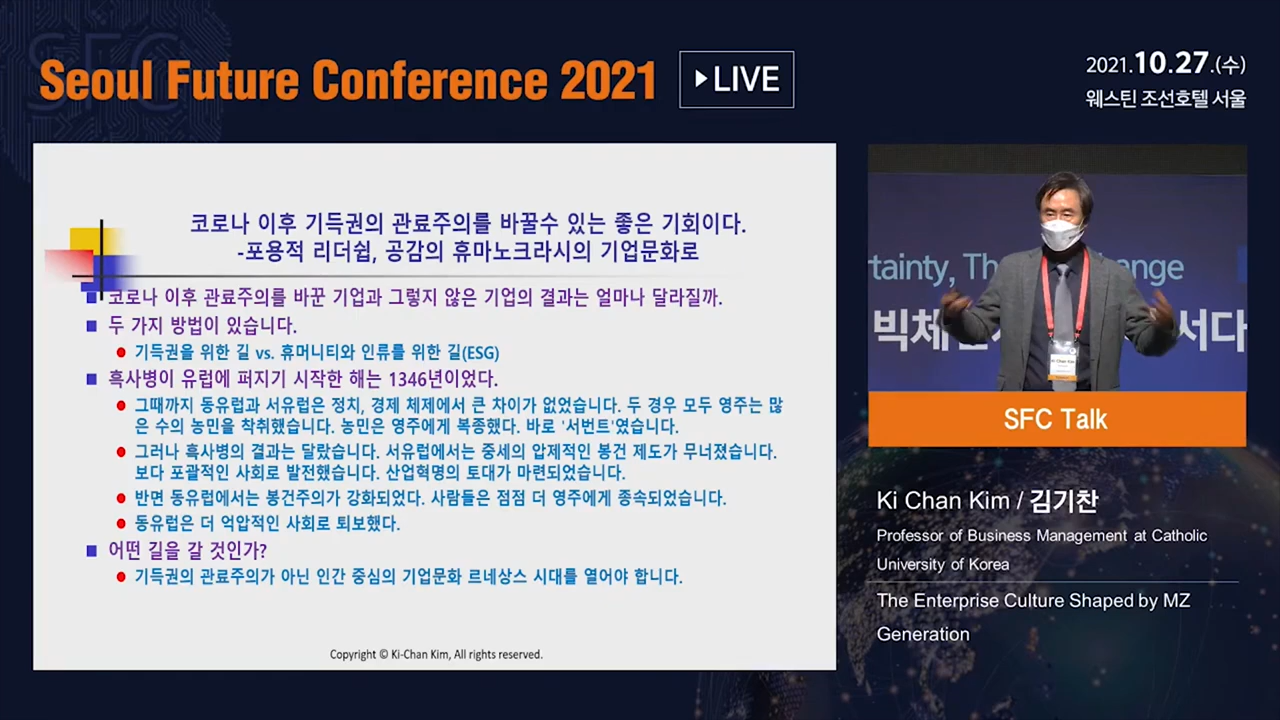 SFC
Seoul Future Conference 2021
LIVE
2021.10.27.(수)
웨스틴 조선호텔 서울
코로나 이후 기득권의 관료주의를 바꿀수 있는 좋은 기회이다.
-포용적 리더쉽, 공감의 휴마노크라시의 기업문화로
코로나 이후 관료주의를 바꾼 기업과 그렇지 않은 기업의 결과는 얼마나 달라질까.
두 가지 방법이 있습니다.
기득권을 위한 길 vs. 휴머니티와 인류를 위한 길(ESG)
흑사병이 유럽에 퍼지기 시작한 해는 1346년이었다.
그때까지 동유럽과 서유럽은 정치, 경제 체제에서 큰 차이가 없었습니다. 두 경우 모두 영주는 많
은 수의 농민을 착취했습니다. 농민은 영주에게 복종했다. 바로 '서번트'였습니다.
그러나 흑사병의 결과는 달랐습니다. 서유럽에서는 중세의 압제적인 봉건 제도가 무너졌습니다.
보다 포괄적인 사회로 발전했습니다. 산업혁명의 토대가 마련되었습니다.
반면 동유럽에서는 봉건주의가 강화되었다. 사람들은 점점 더 영주에게 종속되었습니다.
동유럽은 더 억압적인 사회로 퇴보했다.
어떤 길을 갈 것인가?
기득권의 관료주의가 아닌 인간 중심의 기업문화 르네상스 시대를 열어야 합니다.
Copyright © Ki-Chan Kim, All rights reserved.
tainty, Th ange
빅체 서다
Ki Chan Kim
SFC Talk
Ki Chan Kim / 김기찬
Professor of Business Management at Catholic
University of Korea
The Enterprise Culture Shaped by MZ
Generation